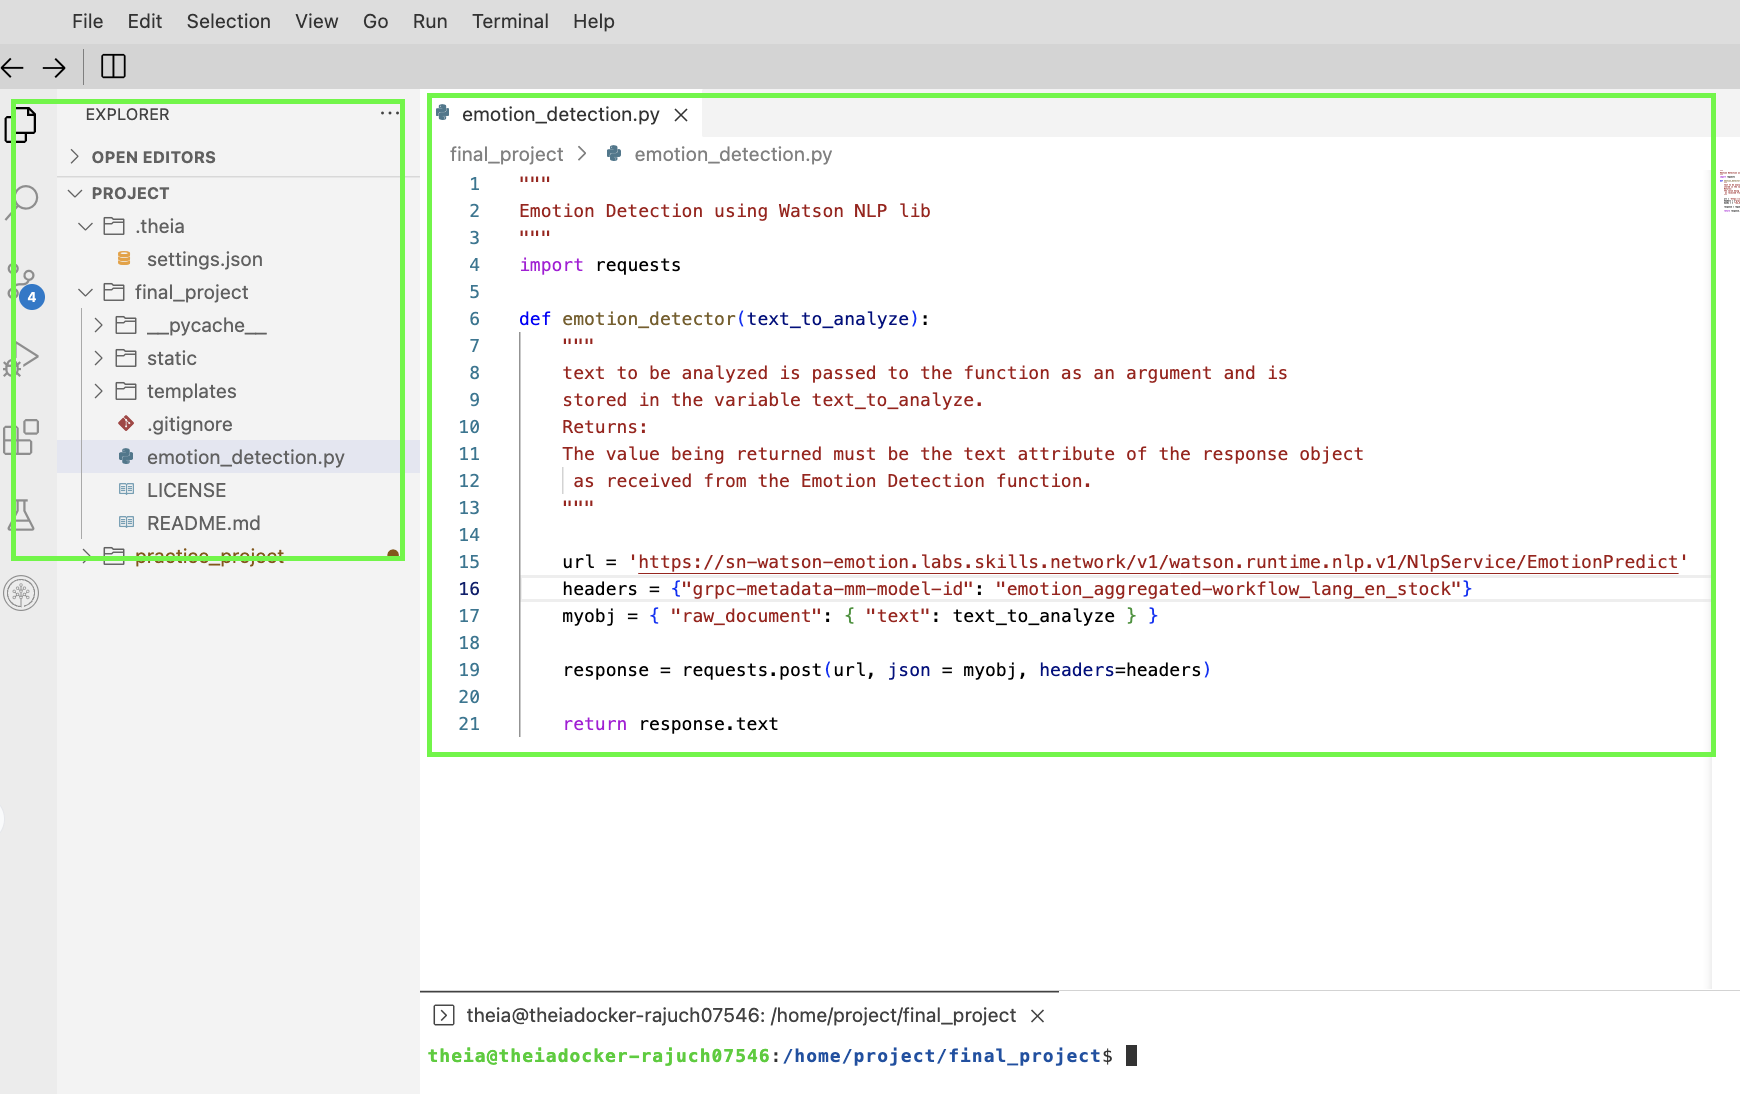 File Edit Selection View Go Run Terminal Help
EXPLORER
OPEN EDITORS
PROJECT
.theia
settings.json
final_project
__pycache__
static
templates
.gitignore
emotion_detection.py
LICENSE
README.md
practice_project
4
emotion_detection.py
final_project > emotion_detection.py
1 """
2 Emotion Detection using Watson NLP lib
3 """
4 import requests
5
6 def emotion_detector(text_to_analyze):
7 """
8 text to be analyzed is passed to the function as an argument and is
9 stored in the variable text_to_analyze.
10 Returns:
11 The value being returned must be the text attribute of the response object
12 as received from the Emotion Detection function.
13 """
14
15 url = 'https://sn-watson-emotion.labs.skills.network/v1/watson.runtime.nlp.v1/NlpService/EmotionPredict'
16 headers = {"grpc-metadata-mm-model-id": "emotion_aggregated-workflow_lang_en_stock"}
17 myobj = { "raw_document": { "text": text_to_analyze } }
18
19 response = requests.post(url, json = myobj, headers=headers)
20
21 return response.text
theia@theiadocker-rajuch07546: /home/project/final_project
theia@theiadocker-rajuch07546:/home/project/final_project$